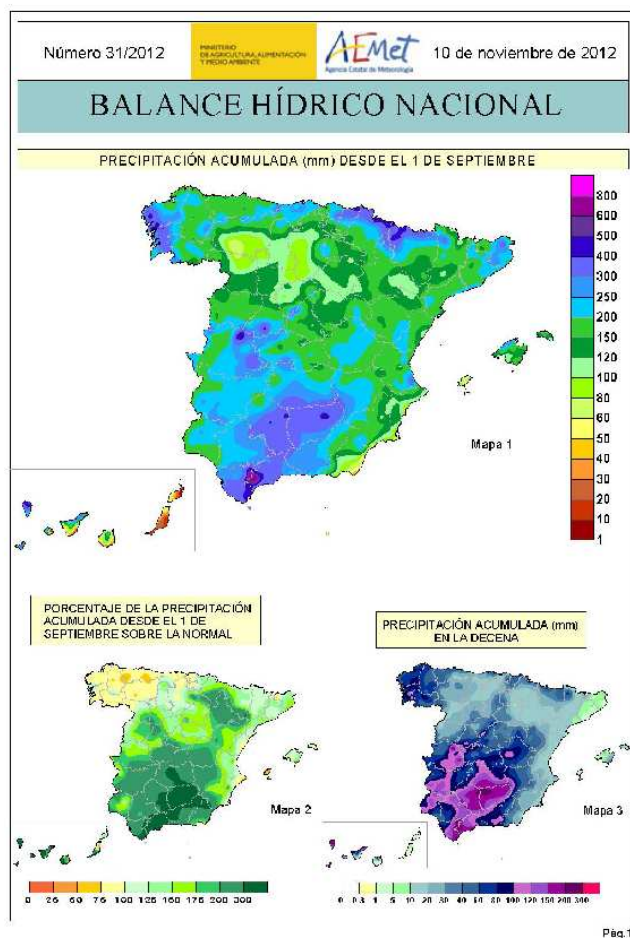 Número 31/2012
MINISTERIO
DE AGRICULTURA, ALIMENTACIÓN
Y MEDIO AMBIENTE
AEMet
Agencia Estatal de Meteorología
10 de noviembre de 2012
BALANCE HÍDRICO NACIONAL
PRECIPITACIÓN ACUMULADA (mm) DESDE EL 1 DE SEPTIEMBRE
800
600
500
400
300
250
200
150
120
100
80
60
50
40
30
20
10
1
Mapa 1
PORCENTAJE DE LA PRECIPITACIÓN
ACUMULADA DESDE EL 1 DE
SEPTIEMBRE SOBRE LA NORMAL
PRECIPITACIÓN ACUMULADA (mm)
EN LA DECENA
Mapa 2
Mapa 3
0 25 50 75 100 125 150 200 300
0 0.3 1 5 10 20 30 40 50 80 100 120 150 200 300
Pág.1